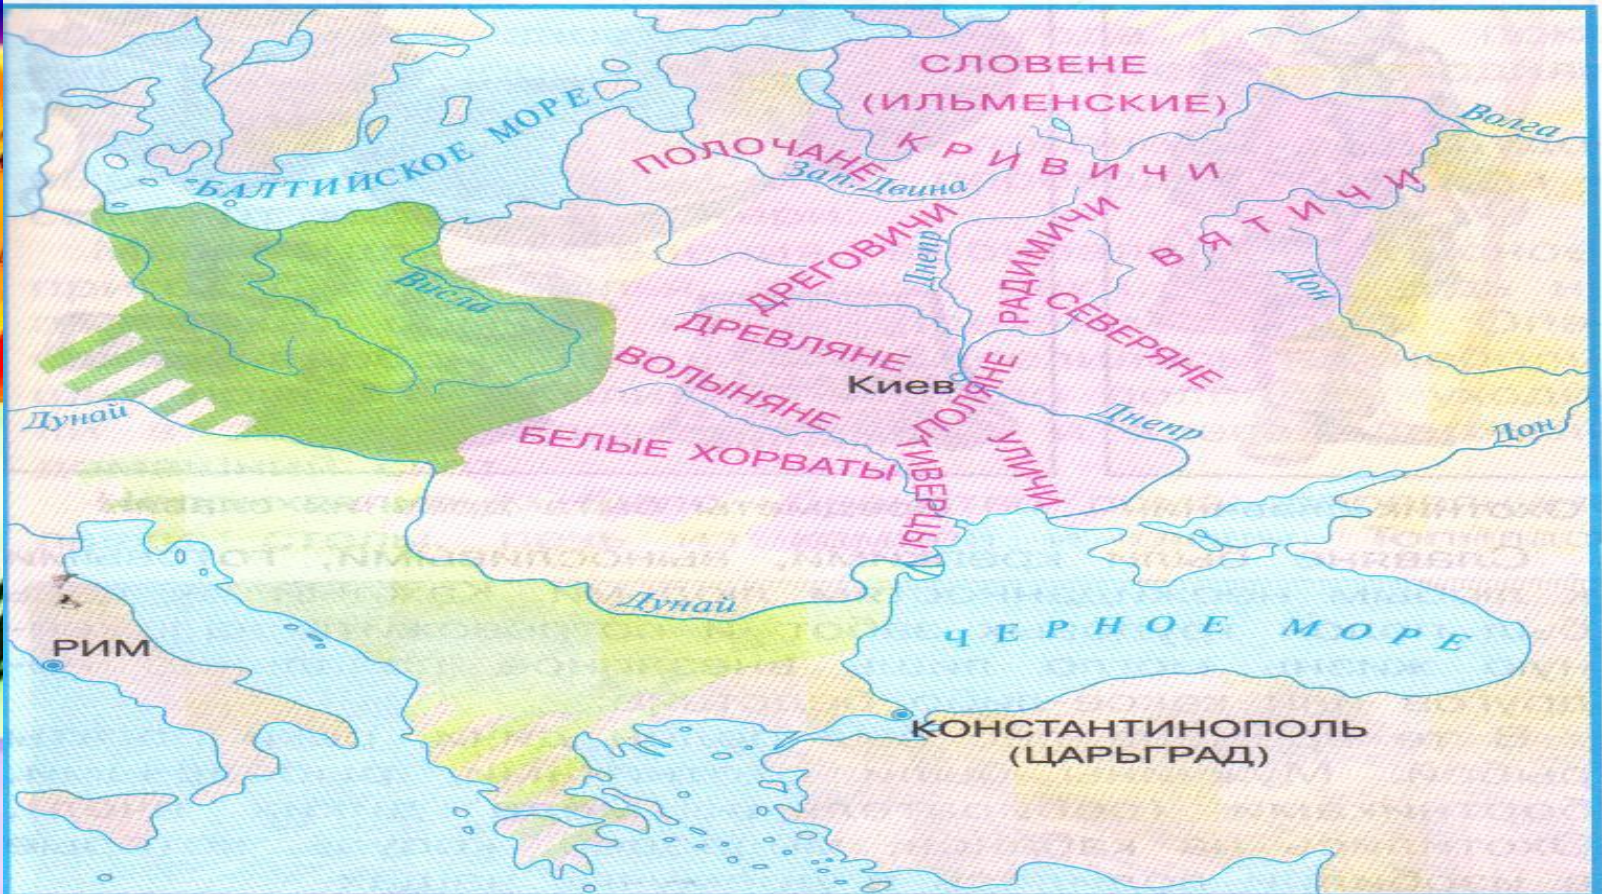 СЛОВЕНЕ
(ИЛЬМЕНСКИЕ)
Волга
БАЛТИЙСКОЕ МОРЕ
ПОЛОЧАНЕ
КРИВИЧИ
Зап. Двина
ВЯТИЧИ
ДРЕГОВИЧИ
Днепр
РАДИМИЧИ
Дон
Висла
СЕВЕРЯНЕ
ДРЕВЛЯНЕ
ВОЛЫНЯНЕ
Киев
ПОЛЯНЕ
Дунай
Днепр
Дон
БЕЛЫЕ ХОРВАТЫ
ТИВЕРЦЫ
УЛИЧИ
Дунай
ЧЕРНОЕ МОРЕ
РИМ
КОНСТАНТИНОПОЛЬ
(ЦАРЬГРАД)